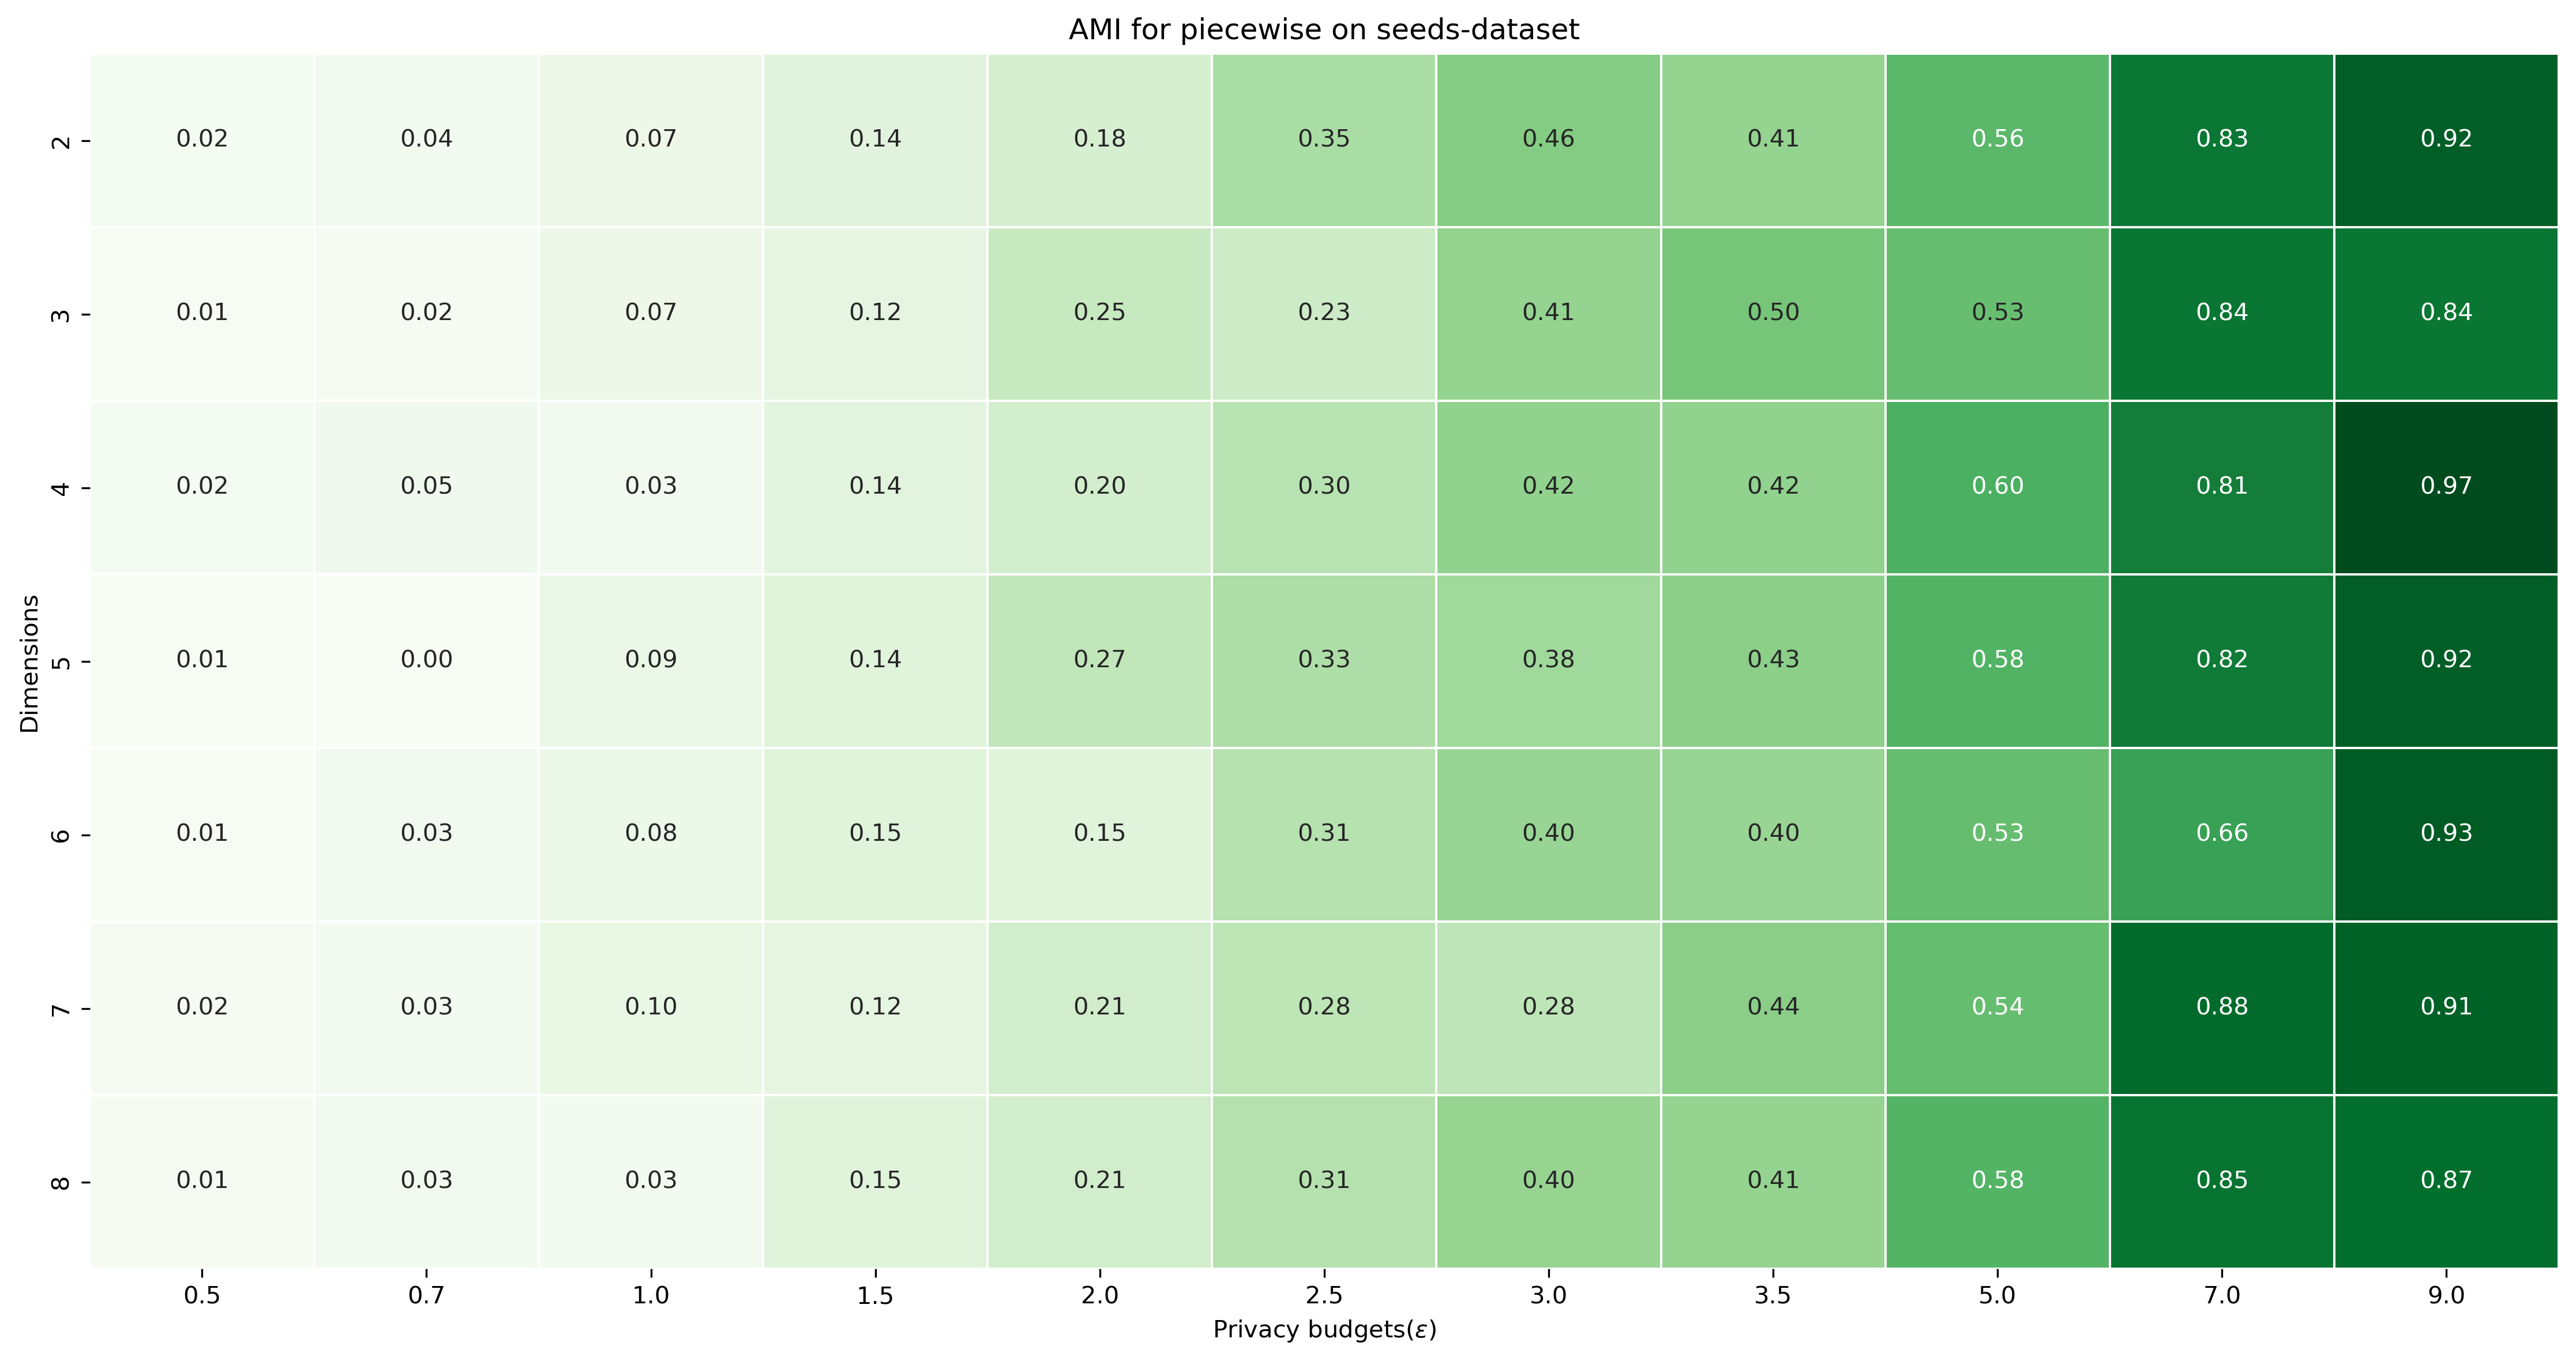 AMI for piecewise on seeds-dataset
2 0.02 0.04 0.07 0.14 0.18 0.35 0.46 0.41 0.56 0.83 0.92
3 0.01 0.02 0.07 0.12 0.25 0.23 0.41 0.50 0.53 0.84 0.84
4 0.02 0.05 0.03 0.14 0.20 0.30 0.42 0.42 0.60 0.81 0.97
Dimensions
5 0.01 0.00 0.09 0.14 0.27 0.33 0.38 0.43 0.58 0.82 0.92
6 0.01 0.03 0.08 0.15 0.15 0.31 0.40 0.40 0.53 0.66 0.93
7 0.02 0.03 0.10 0.12 0.21 0.28 0.28 0.44 0.54 0.88 0.91
8 0.01 0.03 0.03 0.15 0.21 0.31 0.40 0.41 0.58 0.85 0.87
0.5 0.7 1.0 1.5 2.0 2.5 3.0 3.5 5.0 7.0 9.0
Privacy budgets(ε)